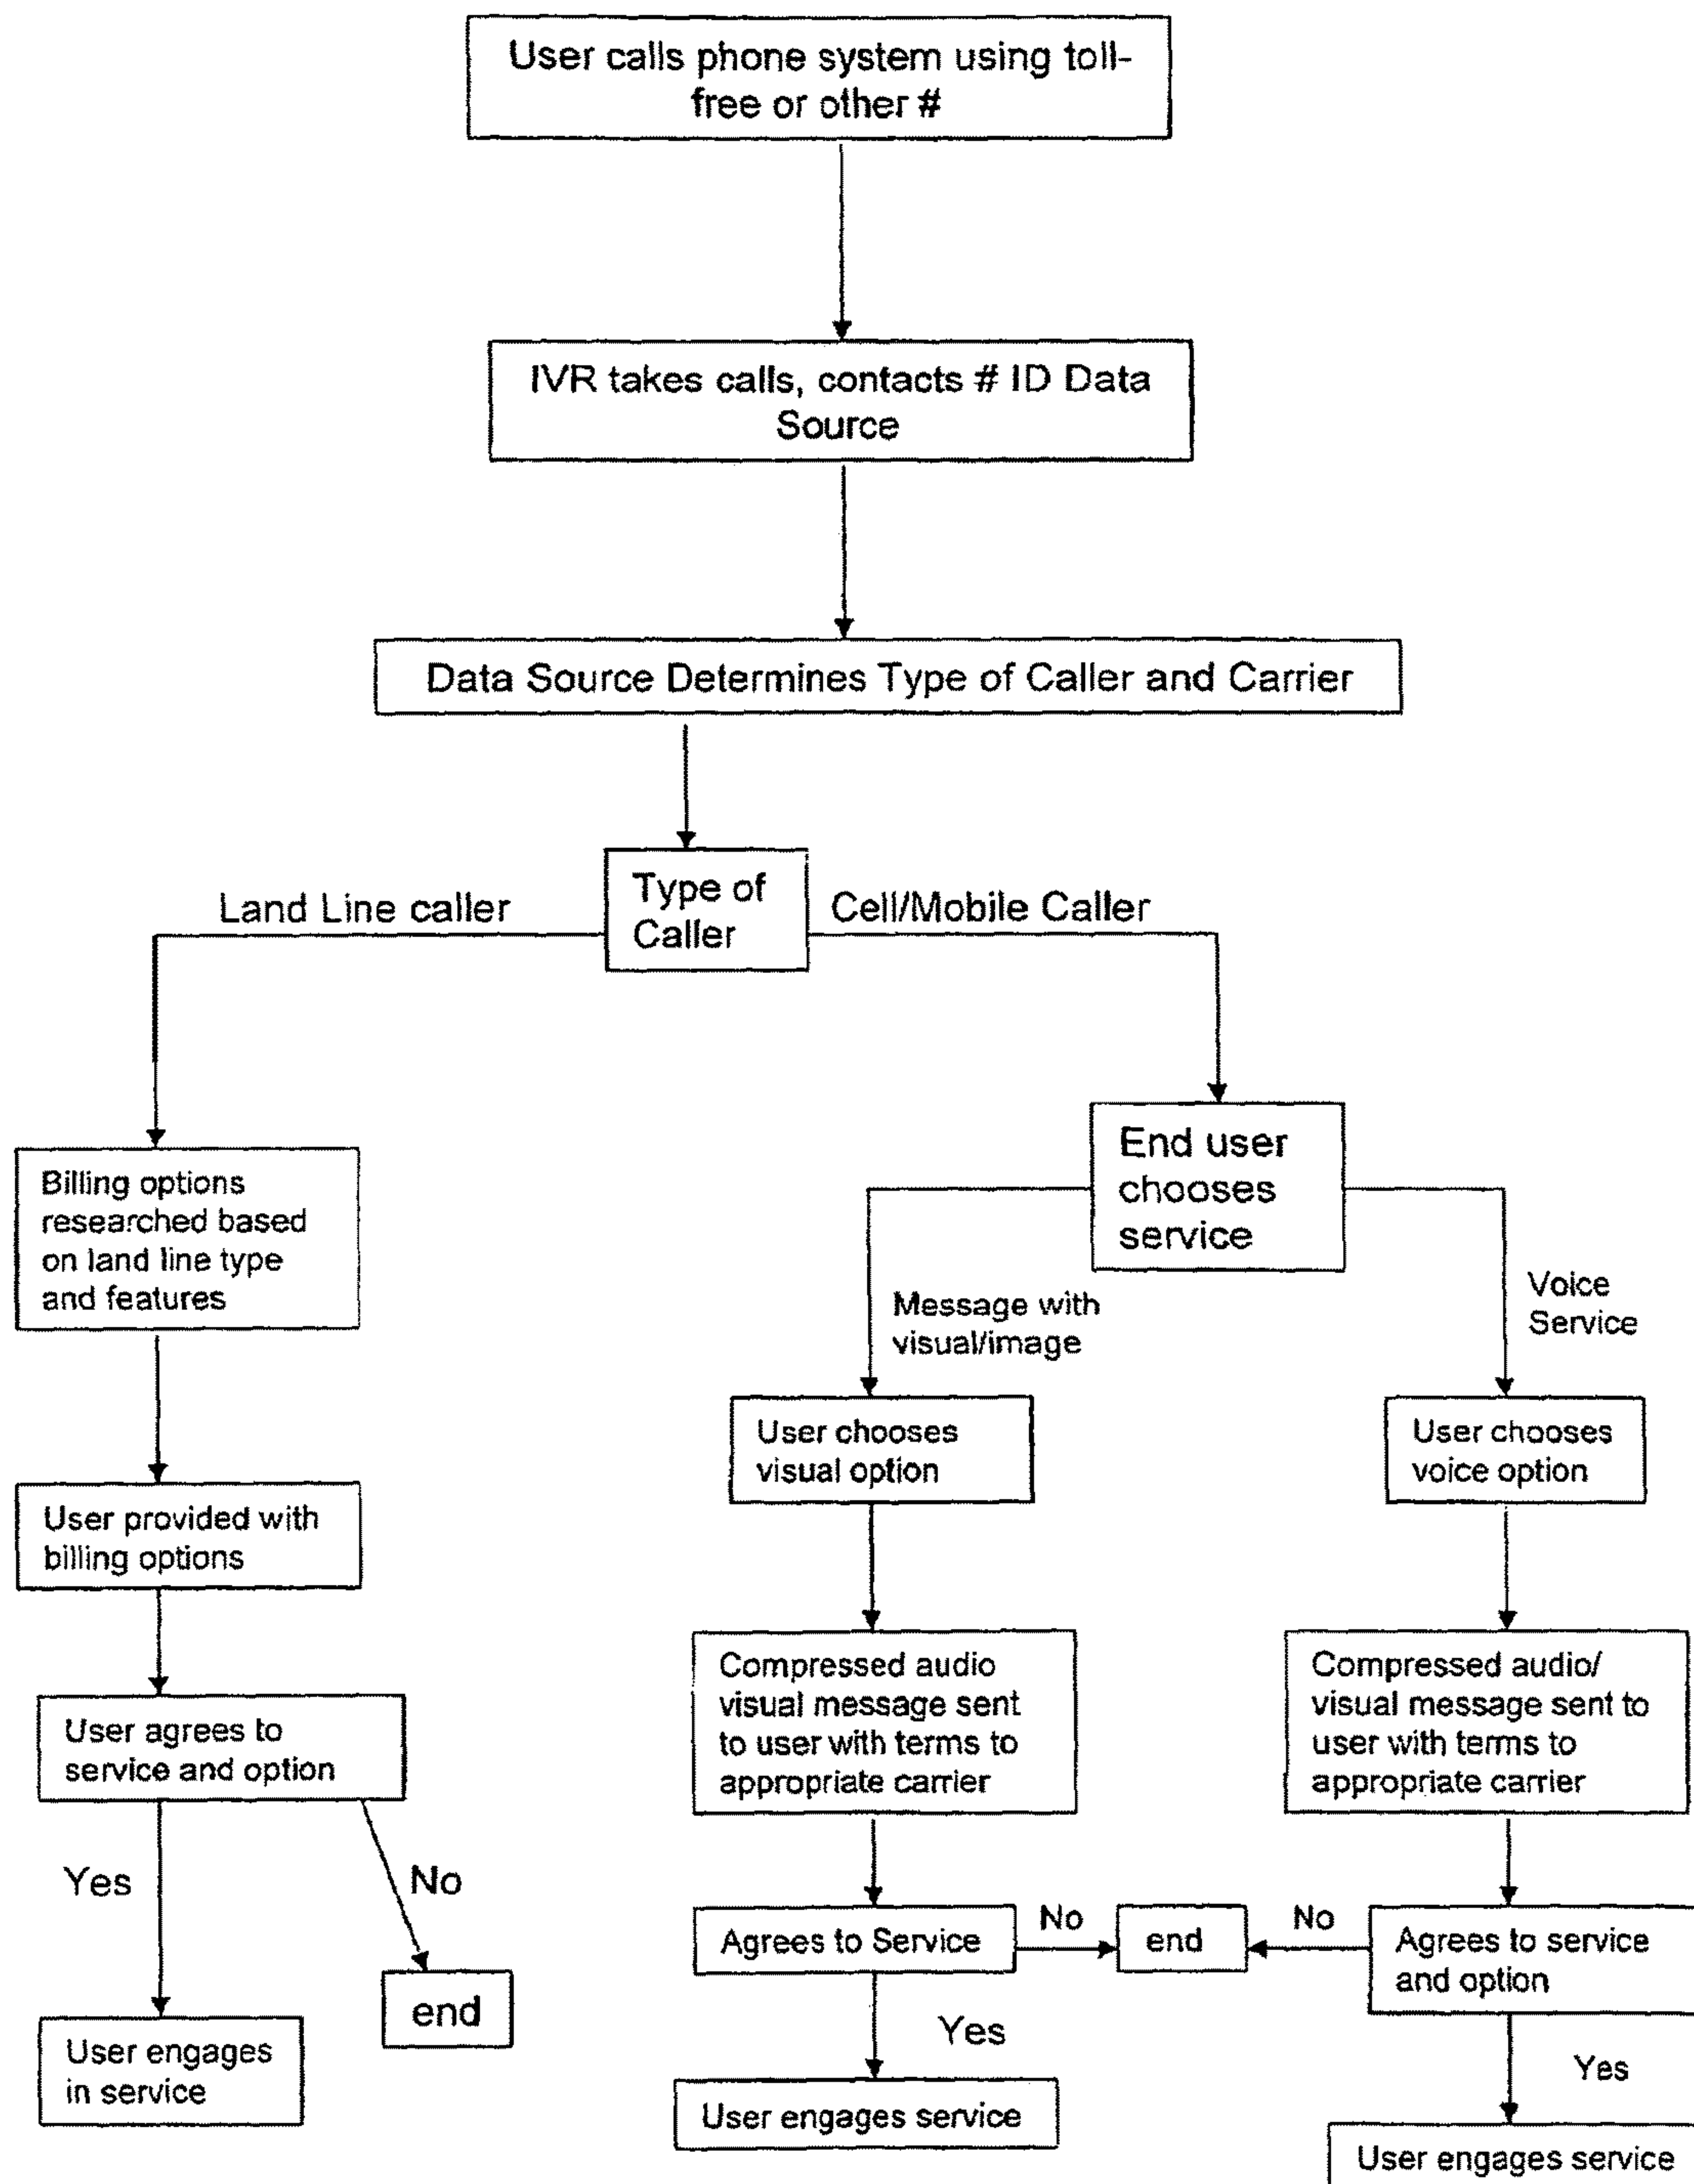 User calls phone system using toll-
free or other #
IVR takes calls, contacts # ID Data
Source
Data Source Determines Type of Caller and Carrier
Type of
Caller
Land Line caller
Cell/Mobile Caller
Billing options
researched based
on land line type
and features
User provided with
billing options
User agrees to
service and option
Yes
No
end
User engages
in service
End user
chooses
service
Message with
visual/image
Voice
Service
User chooses
visual option
User chooses
voice option
Compressed audio
visual message sent
to user with terms to
appropriate carrier
Compressed audio/
visual message sent to
user with terms to
appropriate carrier
Agrees to Service
No
end
No
Agrees to service
and option
Yes
Yes
User engages service
User engages service